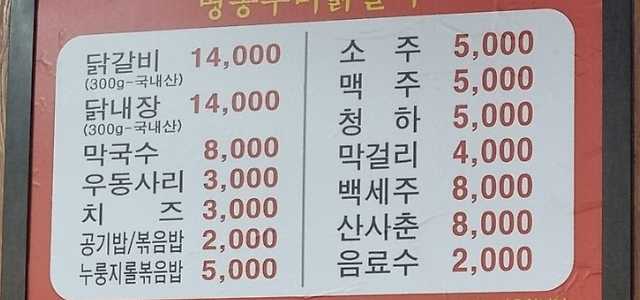 닭갈비 14,000
(300g-국내산)
닭내장 14,000
(300g-국내산)
막국수 8,000
우동사리 3,000
치 즈 3,000
공기밥/볶음밥 2,000
누룽지롤볶음밥 5,000
소 주 5,000
맥 주 5,000
청 하 5,000
막걸리 4,000
백세주 8,000
산사춘 8,000
음료수 2,000